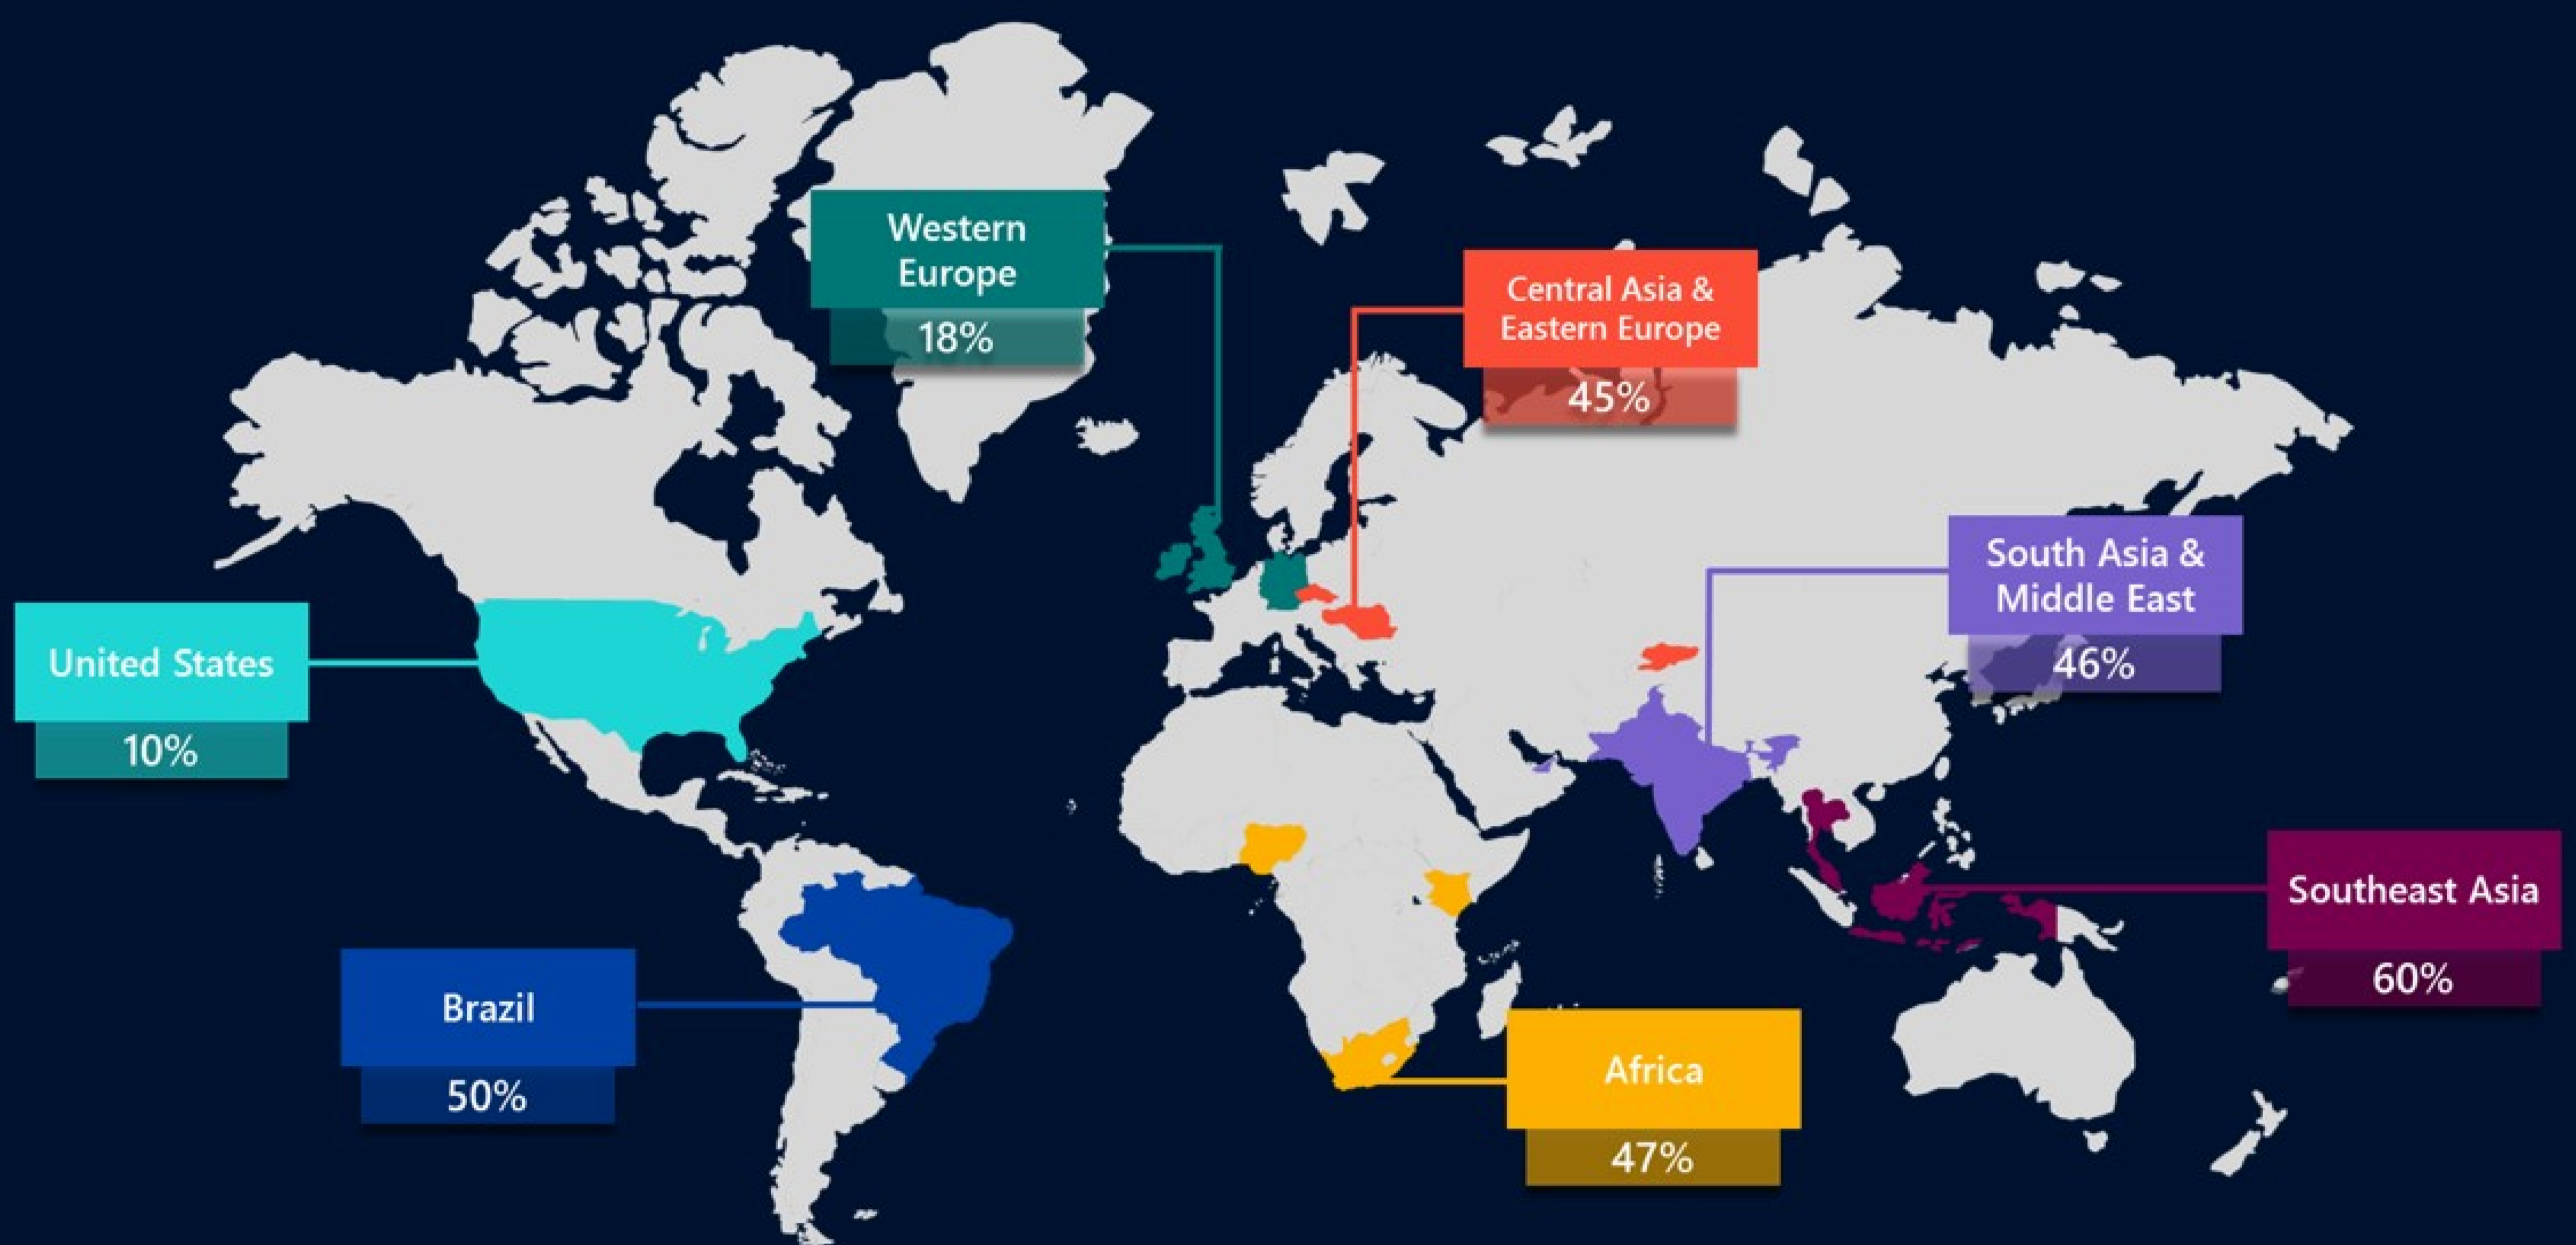 Western
Europe
18%
Central Asia &
Eastern Europe
45%
South Asia &
Middle East
46%
United States
10%
Southeast Asia
60%
Brazil
50%
Africa
47%